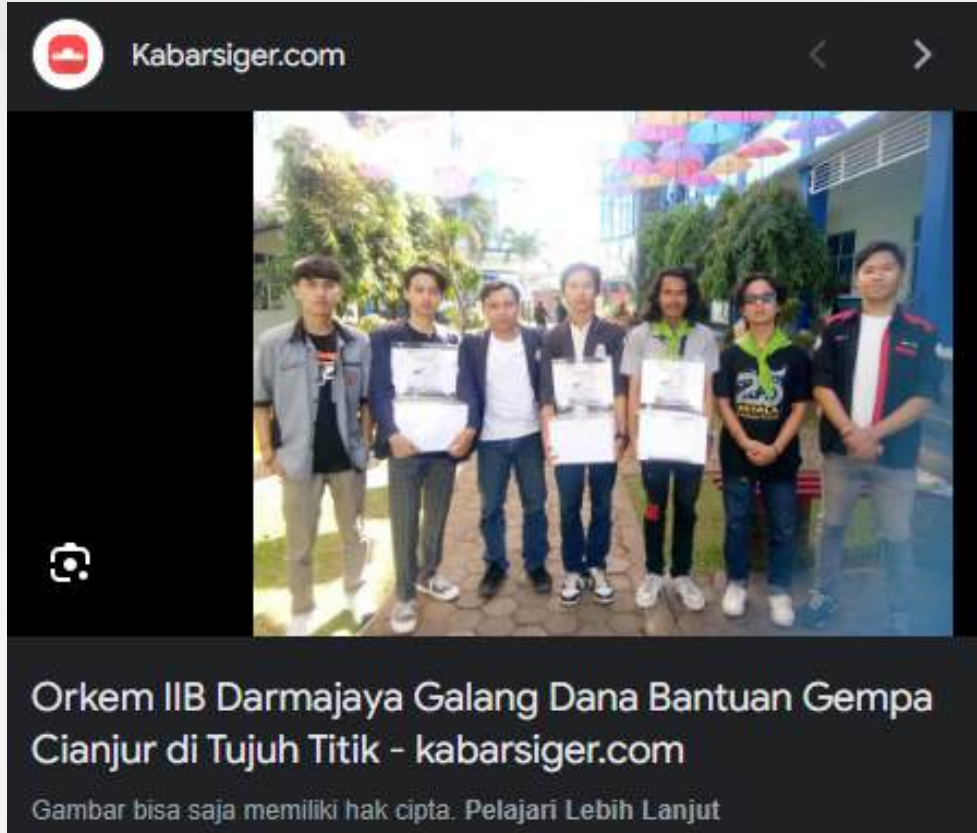 Kabarsiger.com
25
Orkem IIB Darmajaya Galang Dana Bantuan Gempa
Cianjur di Tujuh Titik - kabarsiger.com
Gambar bisa saja memiliki hak cipta. Pelajari Lebih Lanjut